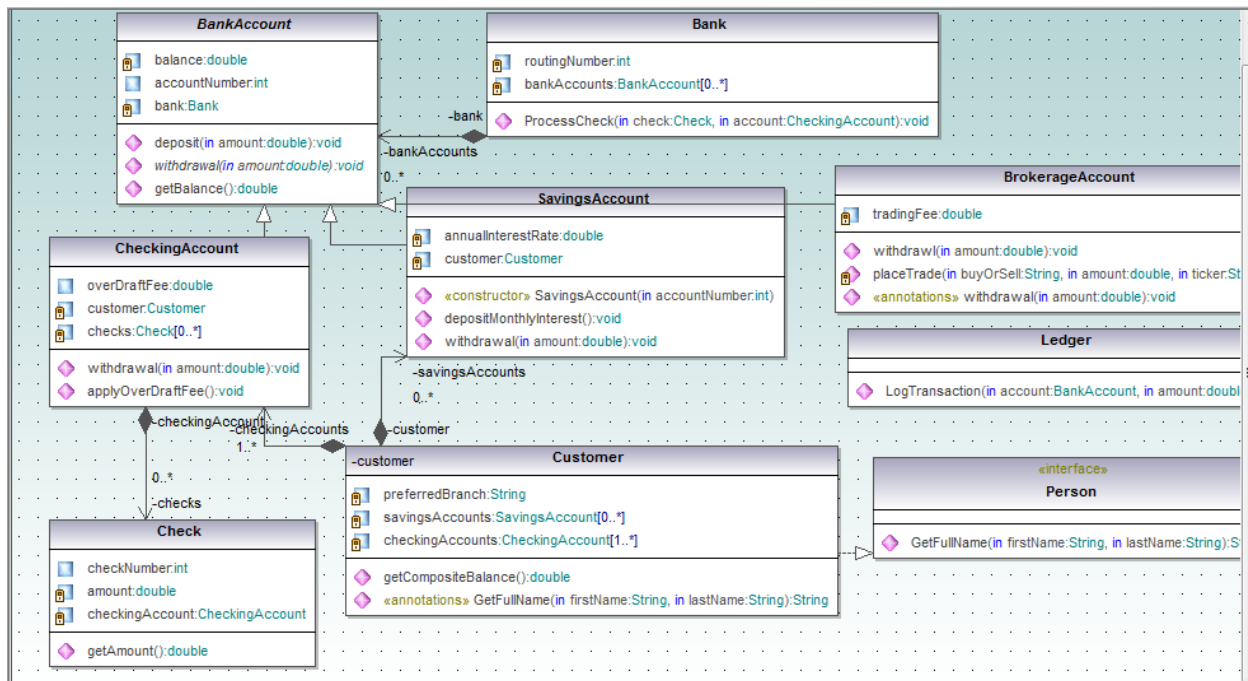 BankAccount
balance:double
accountNumber:int
bank:Bank
deposit(in amount:double):void
withdrawal(in amount:double):void
getBalance():double
Bank
routingNumber:int
bankAccounts:BankAccount[0..*]
ProcessCheck(in check:Check, in account:CheckingAccount):void
-bank
-bankAccounts
0..*
BrokerageAccount
tradingFee:double
withdrawl(in amount:double):void
placeTrade(in buyOrSell:String, in amount:double, in ticker:St
«annotations» withdrawal(in amount:double):void
SavingsAccount
annualInterestRate:double
customer:Customer
«constructor» SavingsAccount(in accountNumber:int)
depositMonthlyInterest():void
withdrawal(in amount:double):void
CheckingAccount
overDraftFee:double
customer:Customer
checks:Check[0..*]
withdrawal(in amount:double):void
applyOverDraftFee():void
Ledger
LogTransaction(in account:BankAccount, in amount:doubl
-savingsAccounts
0..*
-checkingAccount
-checkingAccounts
1..*
-customer
0..*
-checks
-customer
Customer
preferredBranch:String
savingsAccounts:SavingsAccount[0..*]
checkingAccounts:CheckingAccount[1..*]
getCompositeBalance():double
«annotations» GetFullName(in firstName:String, in lastName:String):String
«interface»
Person
GetFullName(in firstName:String, in lastName:String):St
Check
checkNumber:int
amount:double
checkingAccount:CheckingAccount
getAmount():double